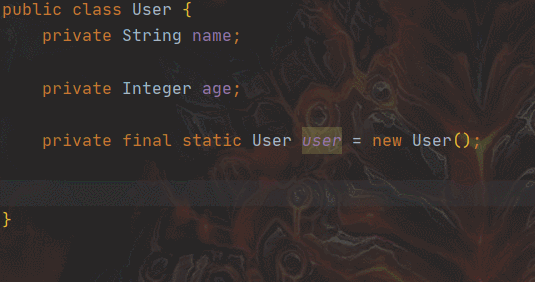 public class User {
    private String name;
    private Integer age;
    private final static User user = new User();
}